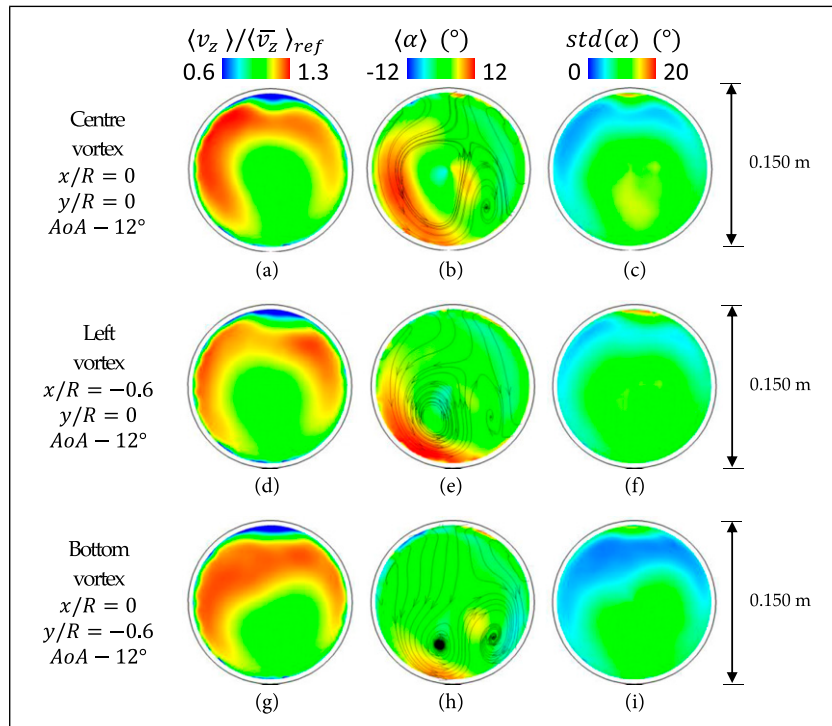 ⟨v_z⟩/⟨v̅_z⟩_ref ⟨α⟩ (°) std(α) (°)
0.6 1.3 -12 12 0 20
Centre
vortex
x/R = 0
y/R = 0
AoA − 12°
0.150 m
(a) (b) (c)
Left
vortex
x/R = −0.6
y/R = 0
AoA − 12°
0.150 m
(d) (e) (f)
Bottom
vortex
x/R = 0
y/R = −0.6
AoA − 12°
0.150 m
(g) (h) (i)